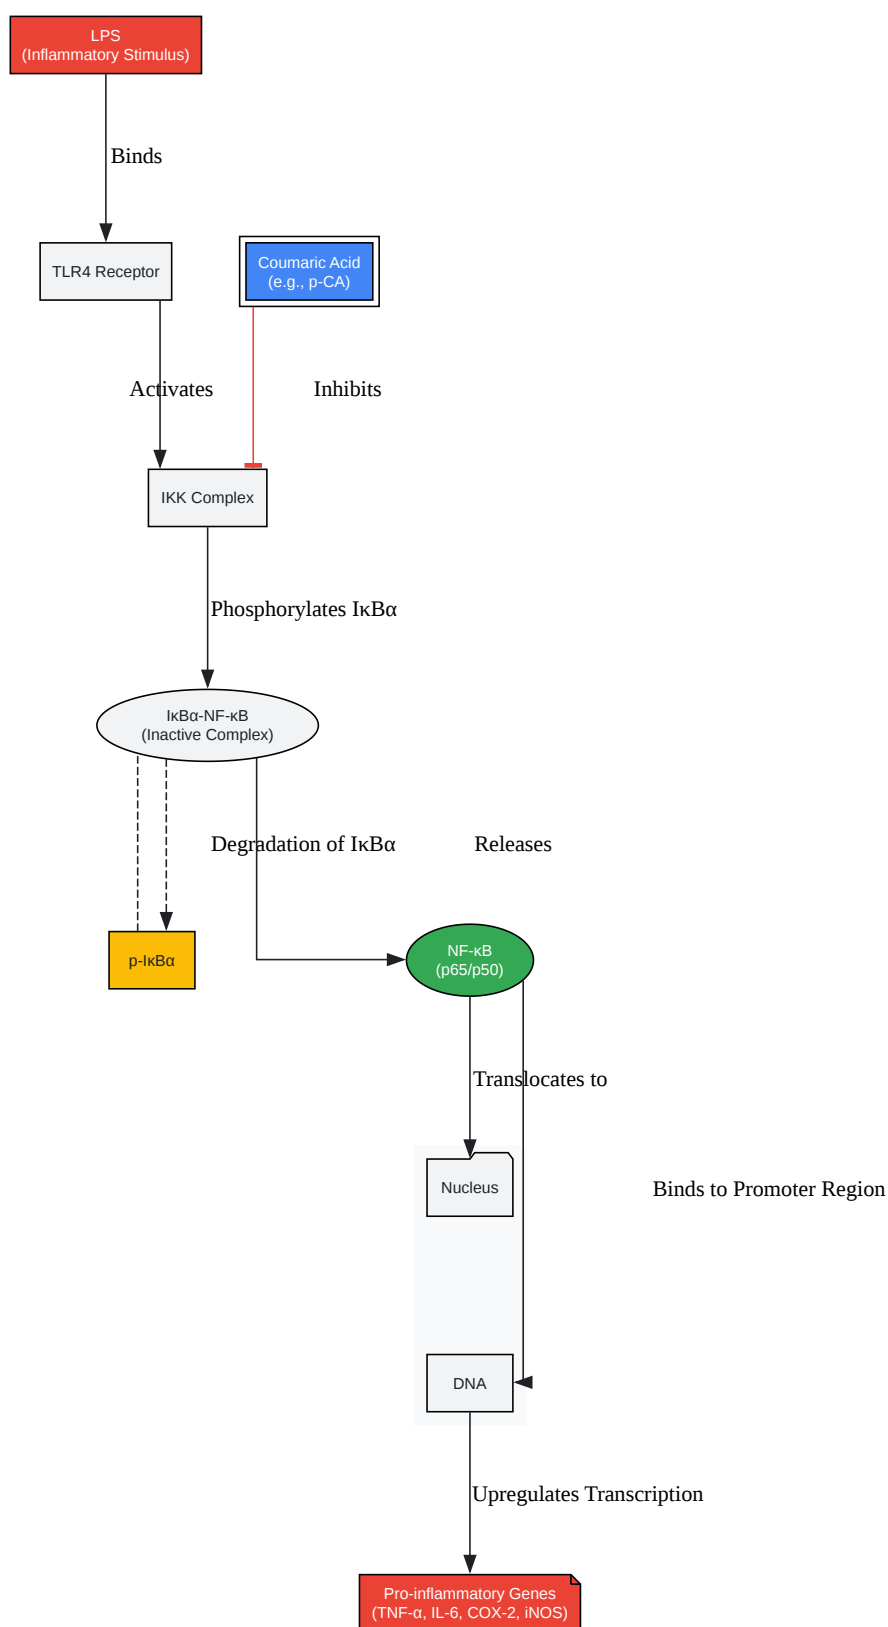 LPS
(Inflammatory Stimulus)
Binds
TLR4 Receptor
Coumaric Acid
(e.g., p-CA)
Activates
Inhibits
IKK Complex
Phosphorylates IκBα
IκBα-NF-κB
(Inactive Complex)
Degradation of IκBα
Releases
p-IκBα
NF-κB
(p65/p50)
Translocates to
Nucleus
Binds to Promoter Region
DNA
Upregulates Transcription
Pro-inflammatory Genes
(TNF-α, IL-6, COX-2, iNOS)